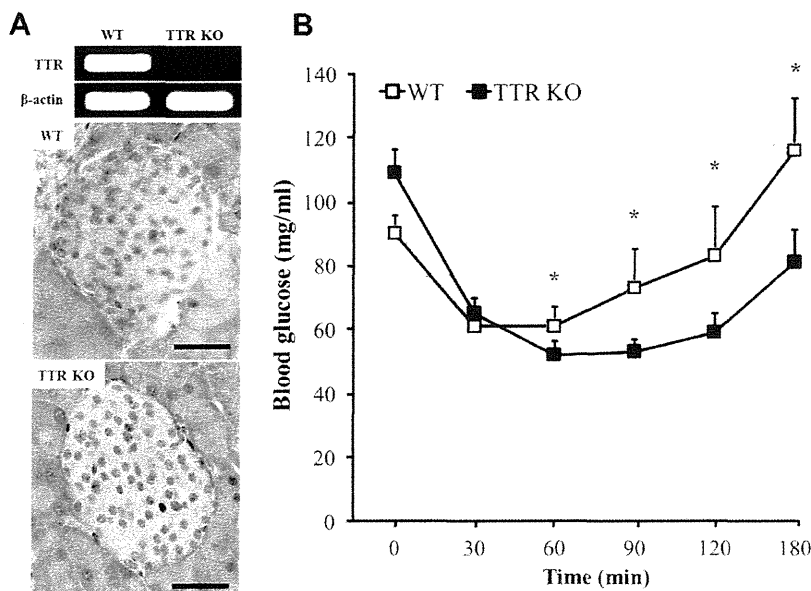 A
WT TTR KO
TTR
β-actin
WT
TTR KO
B
Blood glucose (mg/ml)
140
120
100
80
60
40
20
0
WT TTR KO
*
*
*
*
0 30 60 90 120 180
Time (min)